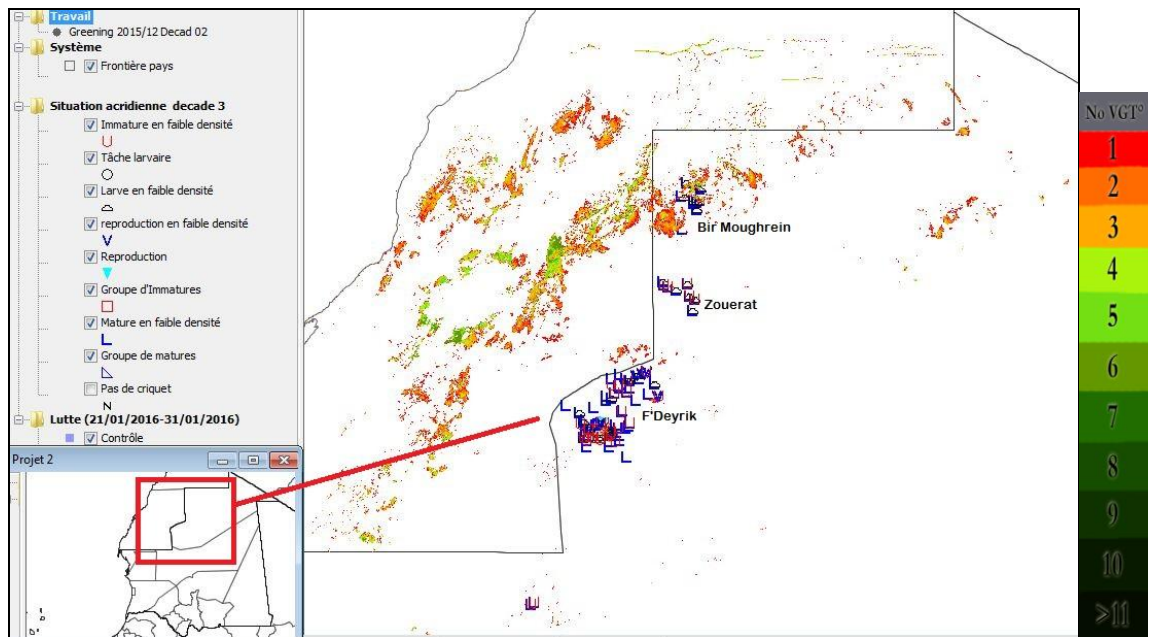 Travail
Greening 2015/12 Decad 02
Système
Frontière pays
Situation acridienne decade 3
Immature en faible densité
U
Tâche larvaire
Larve en faible densité
reproduction en faible densité
V
Reproduction
Groupe d'Immatures
Mature en faible densité
L
Groupe de matures
Pas de criquet
N
Lutte (21/01/2016-31/01/2016)
Contrôle
Projet 2
Bir Moughrein
Zouerat
F'Deyrik
No VGT°
1
2
3
4
5
6
7
8
9
10
>11